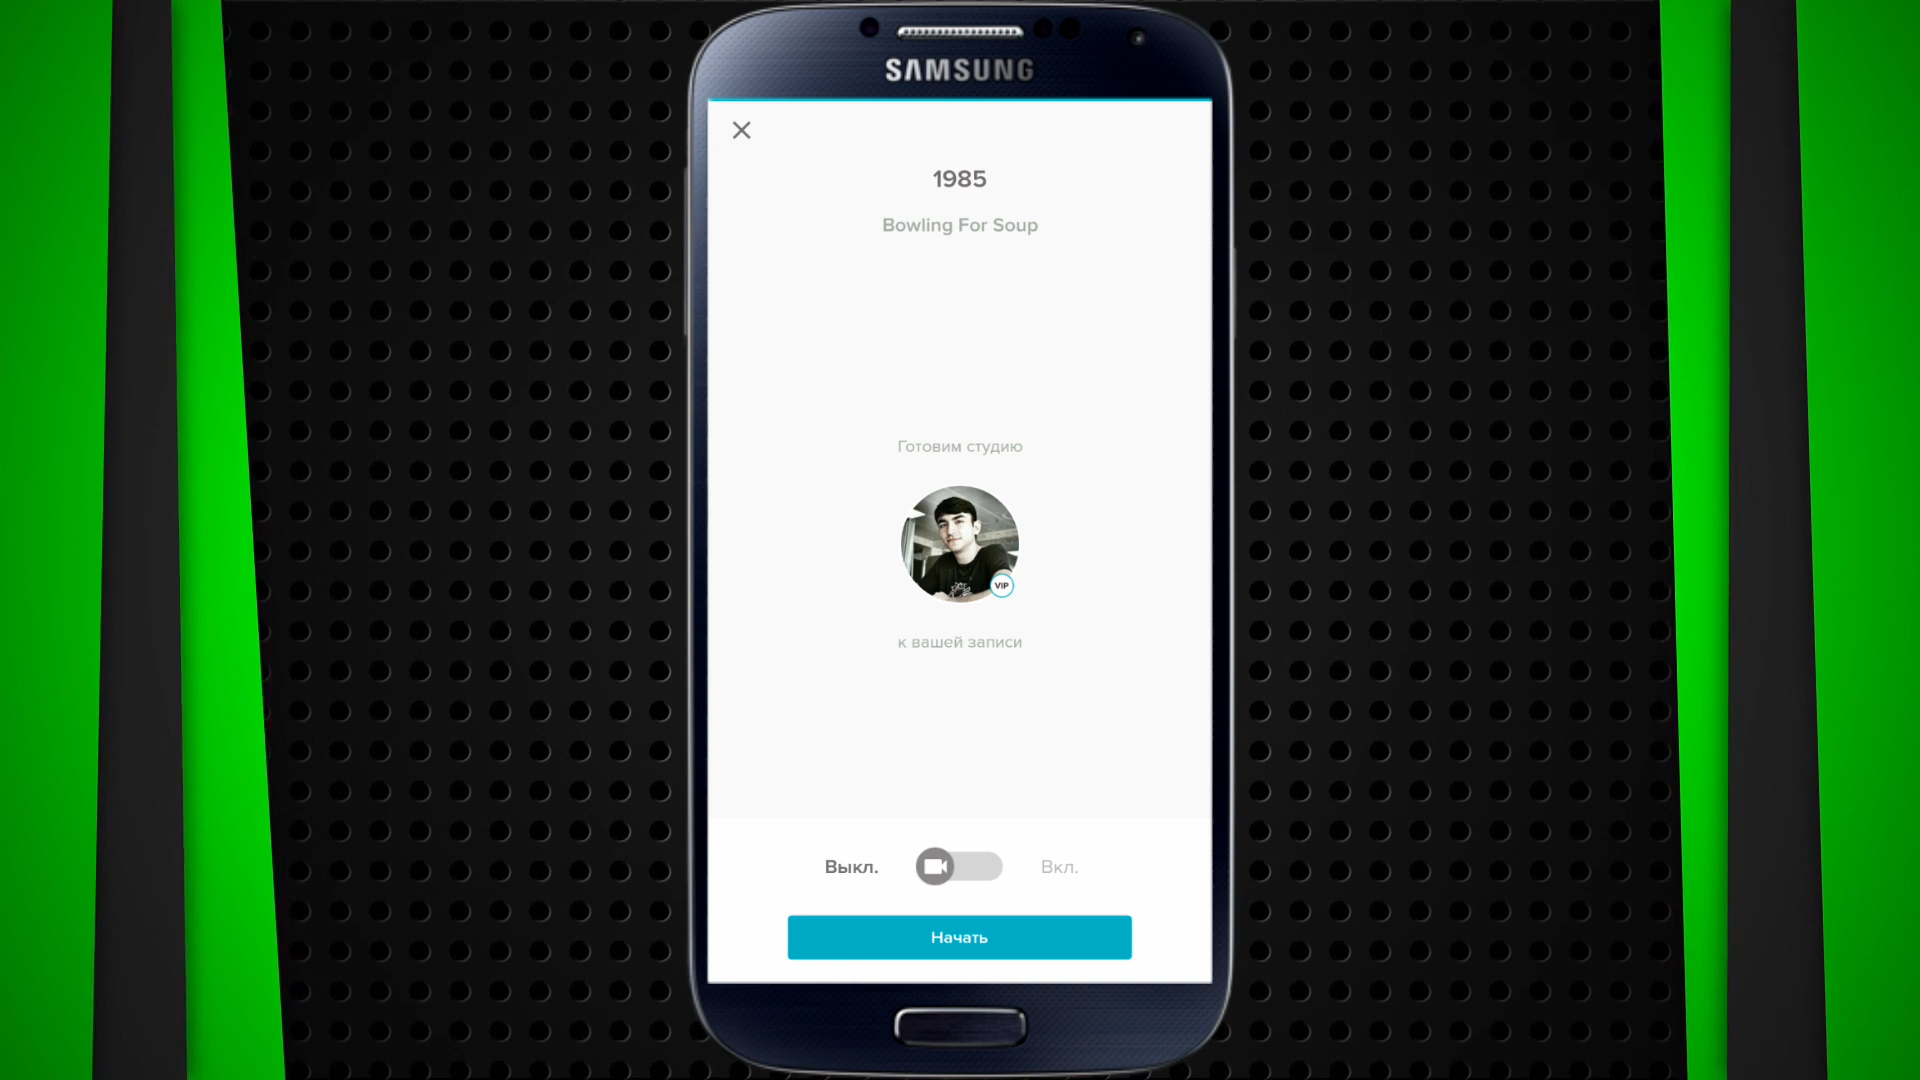 SAMSUNG
1985
Bowling For Soup
Готовим студию
VIP
к вашей записи
Выкл.
Вкл.
Начать